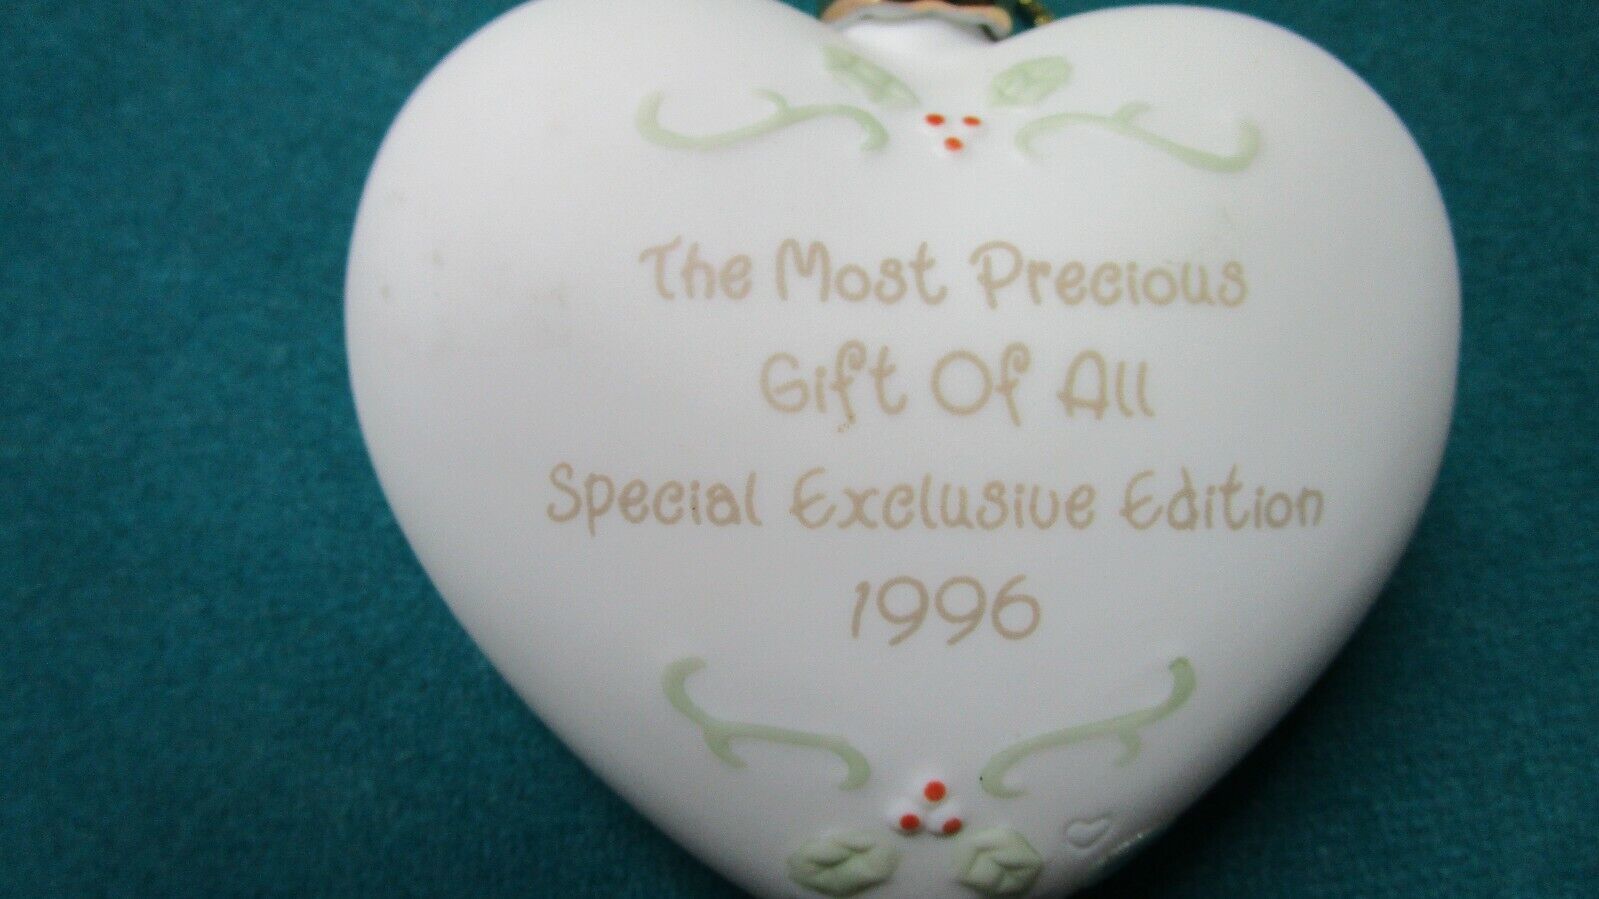 The Most Precious
Gift Of All
Special Exclusive Edition
1996